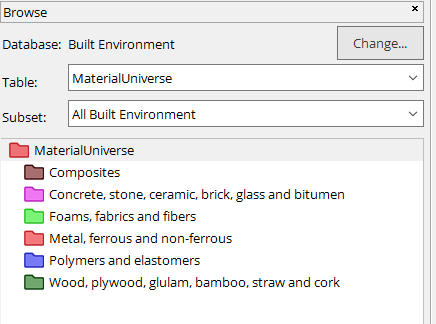 Browse
Database: Built Environment
Change...
Table: MaterialUniverse
Subset: All Built Environment
MaterialUniverse
Composites
Concrete, stone, ceramic, brick, glass and bitumen
Foams, fabrics and fibers
Metal, ferrous and non-ferrous
Polymers and elastomers
Wood, plywood, glulam, bamboo, straw and cork